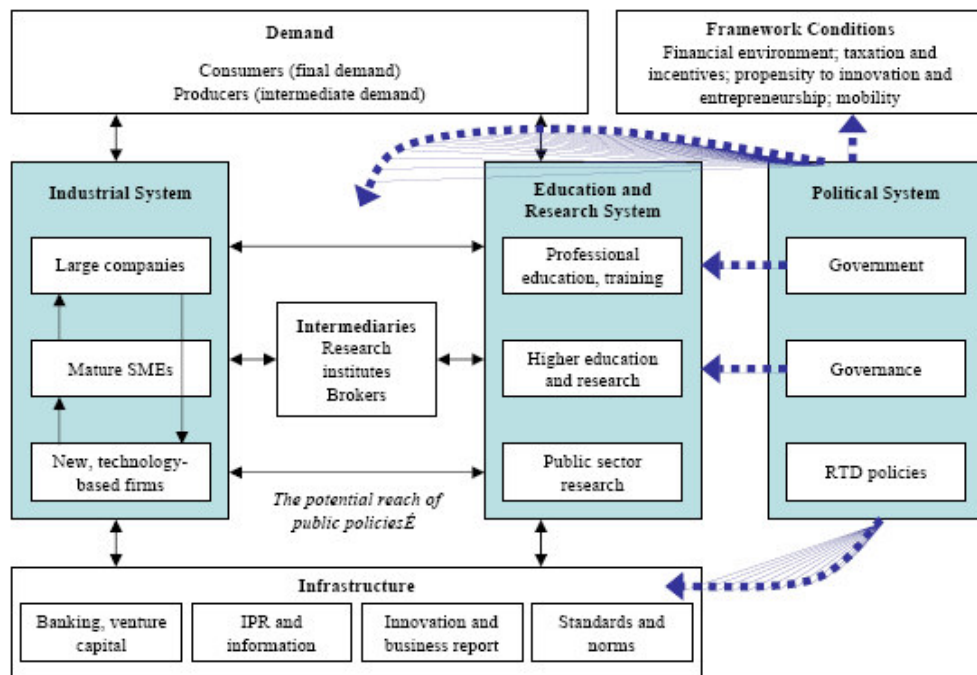 Demand
Consumers (final demand)
Producers (intermediate demand)
Framework Conditions
Financial environment; taxation and
incentives; propensity to innovation and
entrepreneurship; mobility
Industrial System
Large companies
Mature SMEs
New, technology-
based firms
Intermediaries
Research
institutes
Brokers
The potential reach of
public policiesÉ
Education and
Research System
Professional
education, training
Higher education
and research
Public sector
research
Political System
Government
Governance
RTD policies
Infrastructure
Banking, venture
capital
IPR and
information
Innovation and
business report
Standards and
norms